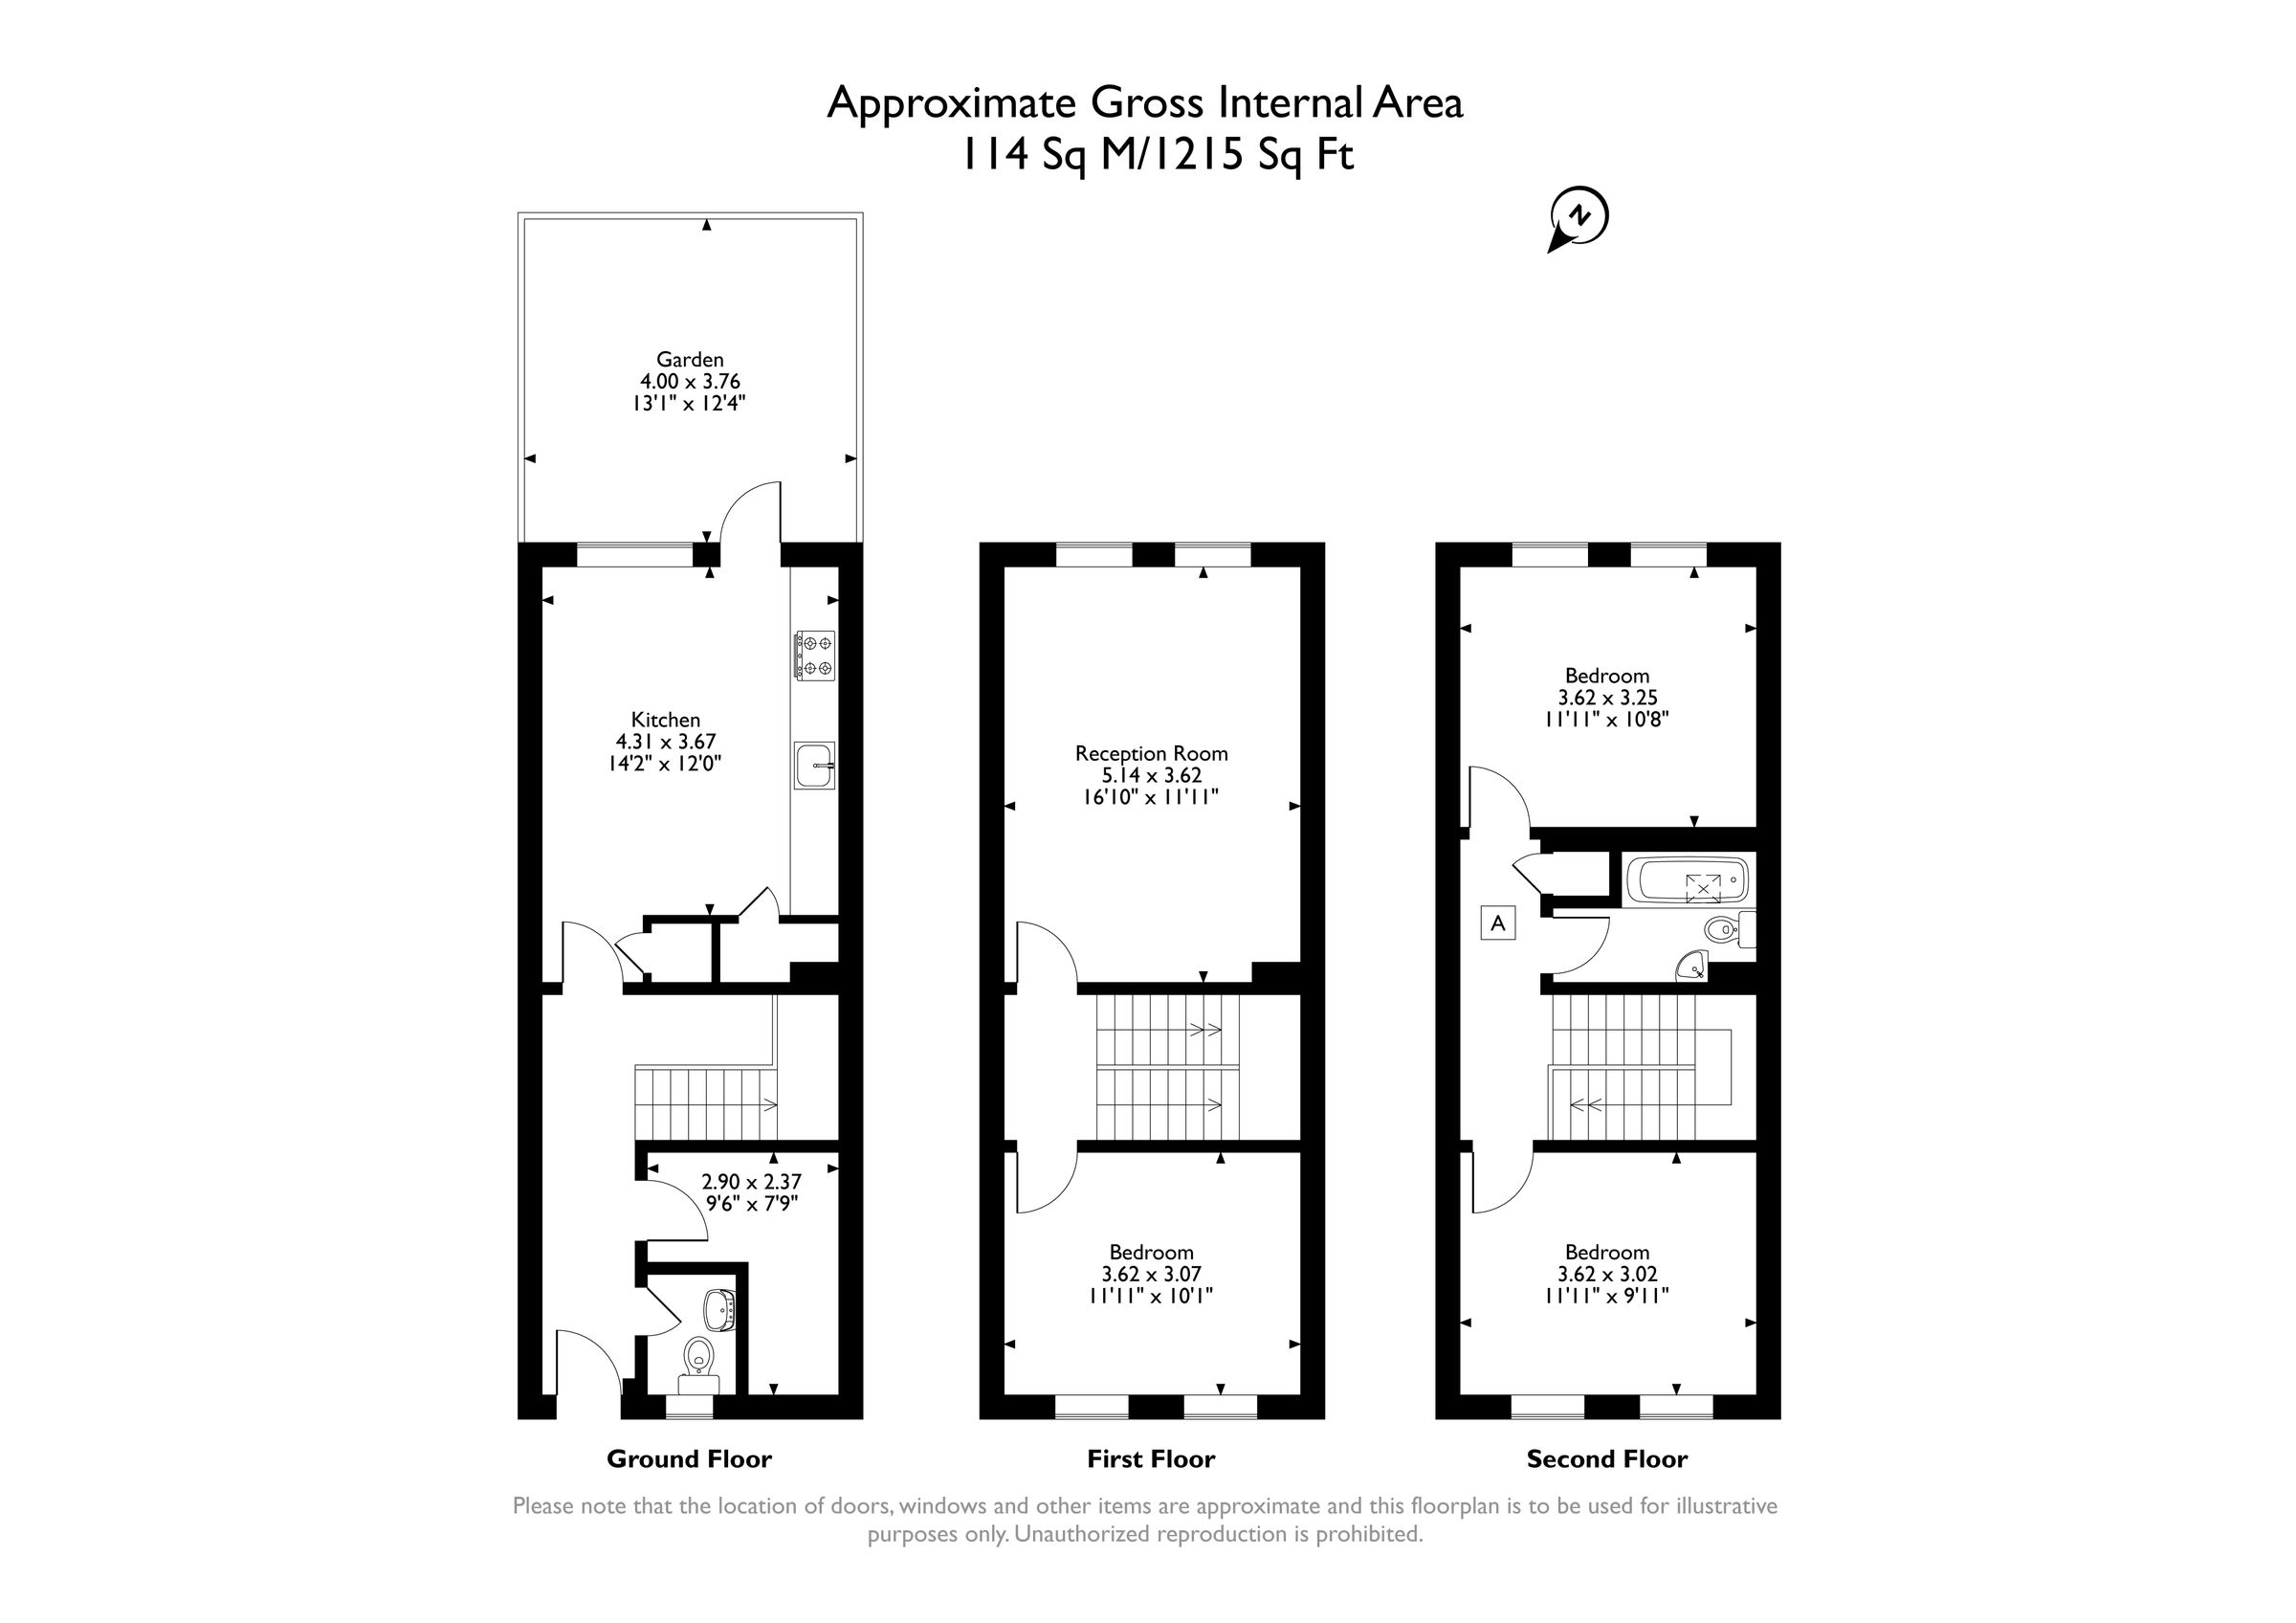 Approximate Gross Internal Area
114 Sq M/1215 Sq Ft
N
Garden
4.00 x 3.76
13'1" x 12'4"
Kitchen
4.31 x 3.67
14'2" x 12'0"
2.90 x 2.37
9'6" x 7'9"
Ground Floor
Reception Room
5.14 x 3.62
16'10" x 11'11"
Bedroom
3.62 x 3.07
11'11" x 10'1"
First Floor
Bedroom
3.62 x 3.25
11'11" x 10'8"
A
Bedroom
3.62 x 3.02
11'11" x 9'11"
Second Floor
Please note that the location of doors, windows and other items are approximate and this floorplan is to be used for illustrative
purposes only. Unauthorized reproduction is prohibited.